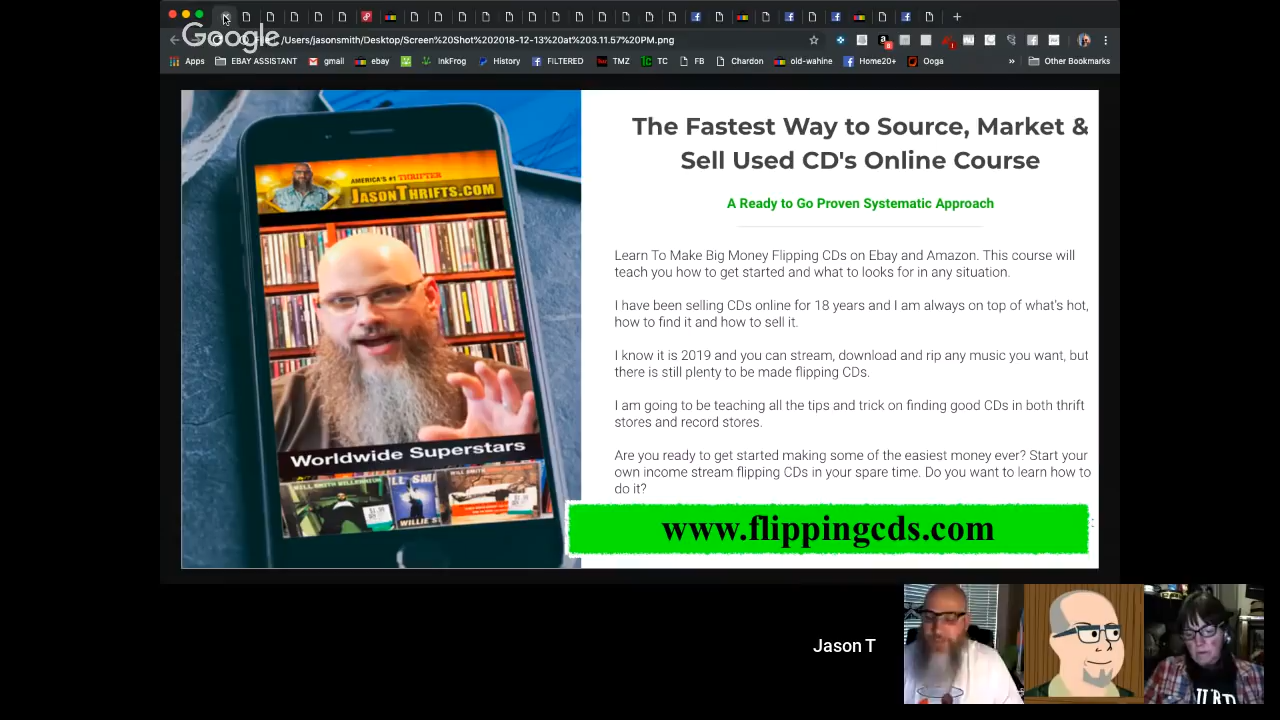 Google
/Users/jasonsmith/Desktop/Screen%20Shot%202018-12-13%20at%203.11.57%20PM.png
Apps EBAY ASSISTANT gmail ebay InkFrog History FILTERED TMZ TC FB Chardon old-wahine Home20+ Ooga » Other Bookmarks
AMERICA'S #1 THRIFTER
JASONTHRIFTS.COM
Worldwide Superstars
WILL SMITH MILLENNIUM
WILLIE S
WILL SMITH
The Fastest Way to Source, Market &
Sell Used CD's Online Course
A Ready to Go Proven Systematic Approach
Learn To Make Big Money Flipping CDs on Ebay and Amazon. This course will
teach you how to get started and what to looks for in any situation.
I have been selling CDs online for 18 years and I am always on top of what's hot,
how to find it and how to sell it.
I know it is 2019 and you can stream, download and rip any music you want, but
there is still plenty to be made flipping CDs.
I am going to be teaching all the tips and trick on finding good CDs in both thrift
stores and record stores.
Are you ready to get started making some of the easiest money ever? Start your
own income stream flipping CDs in your spare time. Do you want to learn how to
do it?
www.flippingcds.com
Jason T